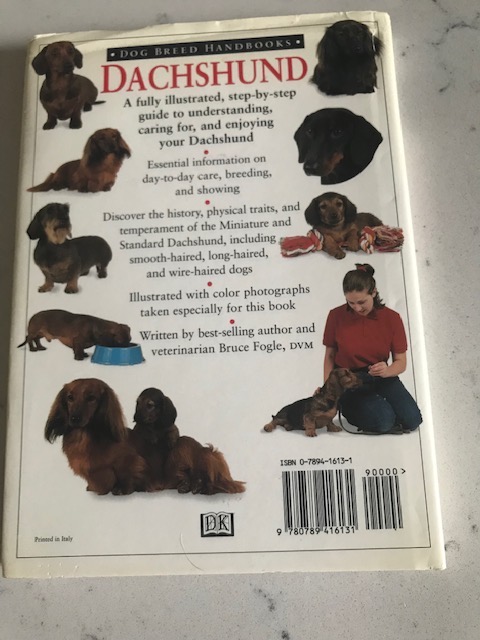 • DOG BREED HANDBOOKS •
DACHSHUND
A fully illustrated, step-by-step
guide to understanding,
caring for, and enjoying
your Dachshund
•
Essential information on
day-to-day care, breeding,
and showing
•
Discover the history, physical traits, and
temperament of the Miniature and
Standard Dachshund, including
smooth-haired, long-haired,
and wire-haired dogs
•
Illustrated with color photographs
taken especially for this book
•
Written by best-selling author and
veterinarian Bruce Fogle, DVM
ISBN 0-7894-1613-1
90000 >
9 780789 416131
DK
Printed in Italy